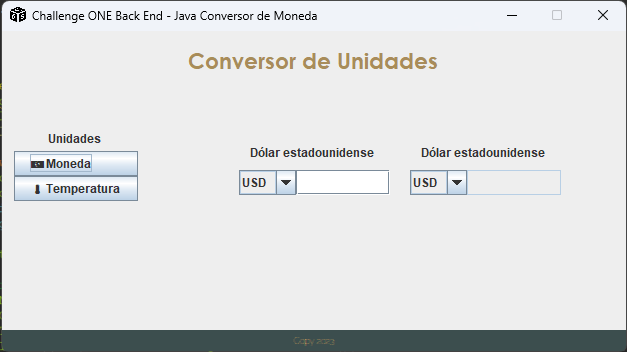 Challenge ONE Back End - Java Conversor de Moneda
Conversor de Unidades
Unidades
Moneda
Temperatura
Dólar estadounidense
USD
Dólar estadounidense
USD
Copy 2023